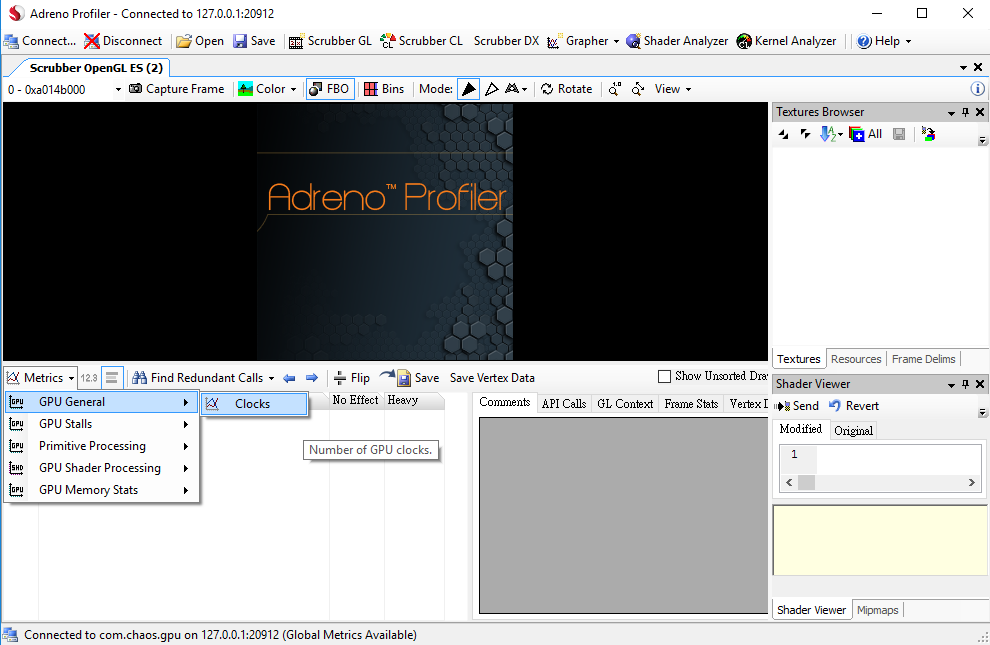 Adreno Profiler - Connected to 127.0.0.1:20912
Connect... Disconnect Open Save Scrubber GL Scrubber CL Scrubber DX Grapher Shader Analyzer Kernel Analyzer Help
Scrubber OpenGL ES (2)
0 - 0xa014b000 Capture Frame Color FBO Bins Mode: Rotate View
Textures Browser
All
Adreno™ Profiler
Textures Resources Frame Delims
Metrics 12.3 Find Redundant Calls Flip Save Save Vertex Data Show Unsorted Dra
Shader Viewer
Send Revert
Modified Original
1
GPU General
GPU Stalls
Primitive Processing
GPU Shader Processing
GPU Memory Stats
Clocks
No Effect Heavy
Number of GPU clocks.
Comments API Calls GL Context Frame Stats Vertex D
Shader Viewer Mipmaps
Connected to com.chaos.gpu on 127.0.0.1:20912 (Global Metrics Available)